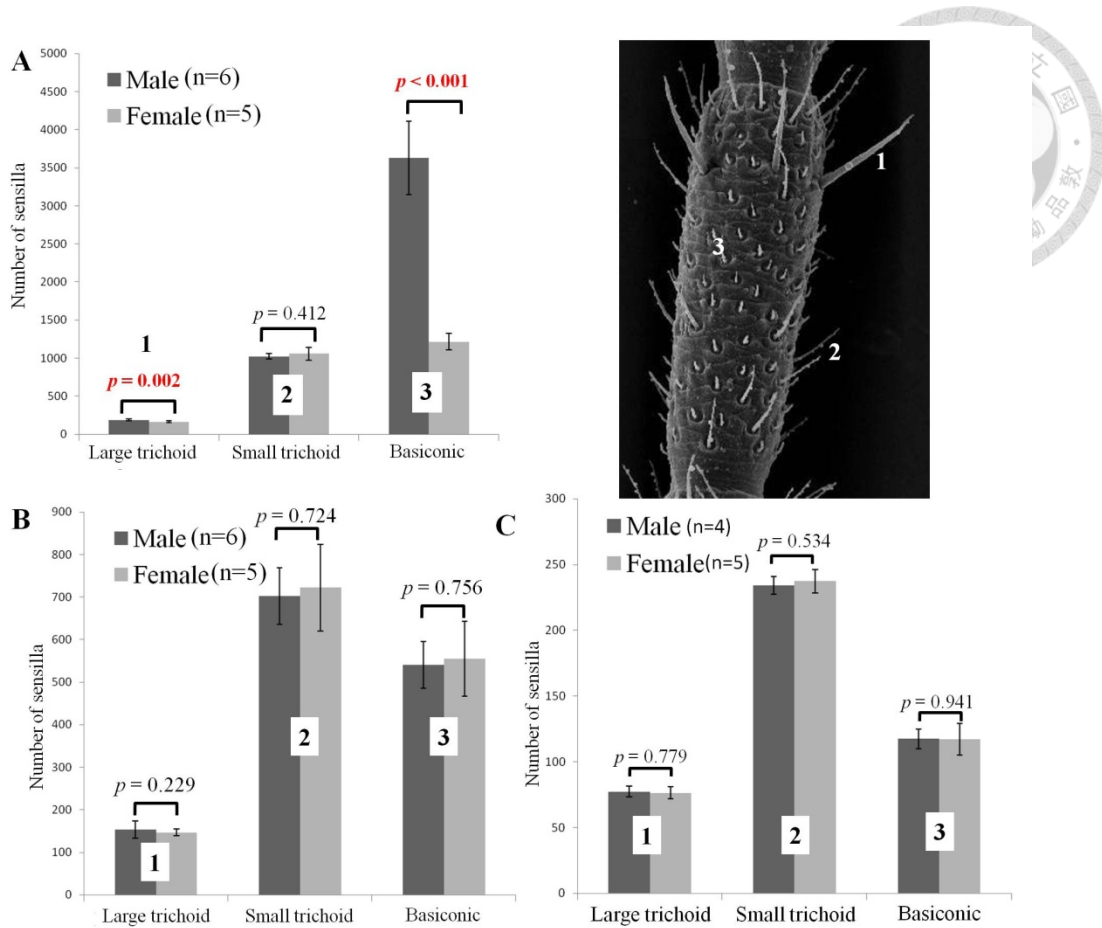 A
Male (n=6)
Female (n=5)
Number of sensilla
5000
4500
4000
3500
3000
2500
2000
1500
1000
500
0
1
p = 0.002
p = 0.412
2
p < 0.001
3
Large trichoid
Small trichoid
Basiconic
1
3
2
國
敦
品
B
Male (n=6)
Female (n=5)
Number of sensilla
900
800
700
600
500
400
300
200
100
0
p = 0.229
1
p = 0.724
2
p = 0.756
3
Large trichoid
Small trichoid
Basiconic
C
Male (n=4)
Female(n=5)
Number of sensilla
300
250
200
150
100
50
0
p = 0.779
1
p = 0.534
2
p = 0.941
3
Large trichoid
Small trichoid
Basiconic